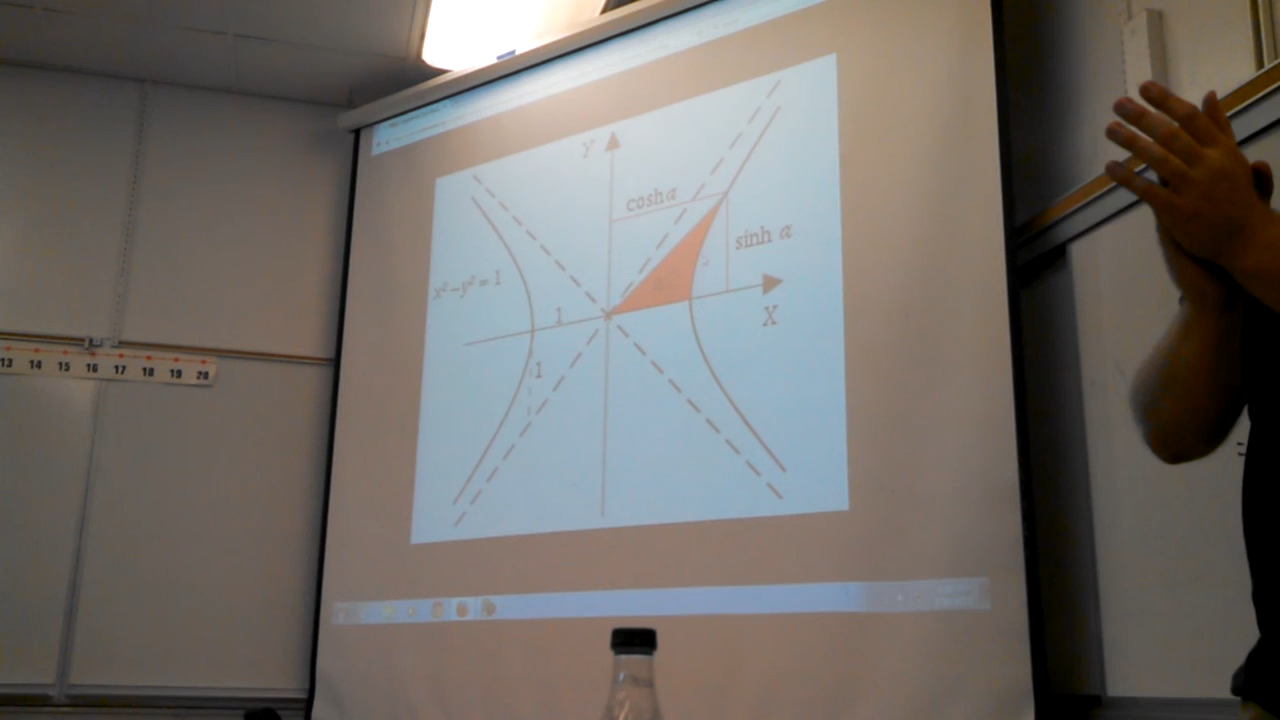 Y
cosh α
sinh α
x² – y² = 1
1
X
1
13 14 15 16 17 18 19 20